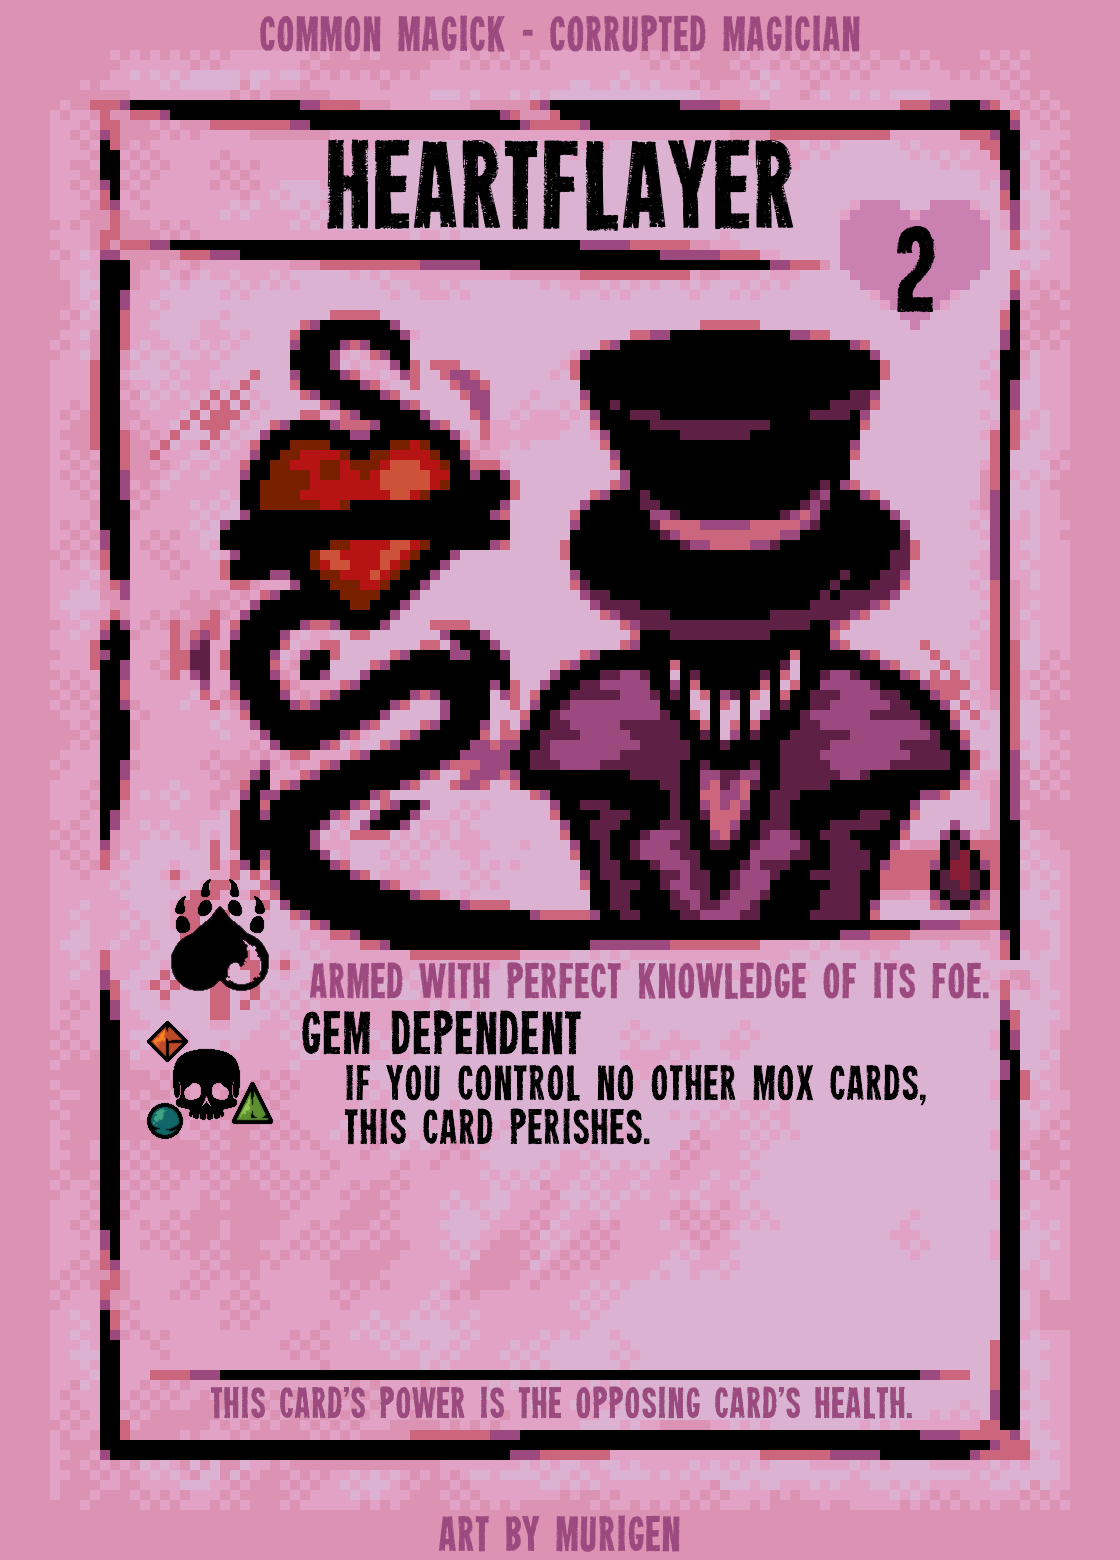 COMMON MAGICK - CORRUPTED MAGICIAN
HEARTFLAYER
2
ARMED WITH PERFECT KNOWLEDGE OF ITS FOE.
GEM DEPENDENT
IF YOU CONTROL NO OTHER MOX CARDS,
THIS CARD PERISHES.
THIS CARD'S POWER IS THE OPPOSING CARD'S HEALTH.
ART BY MURIGEN